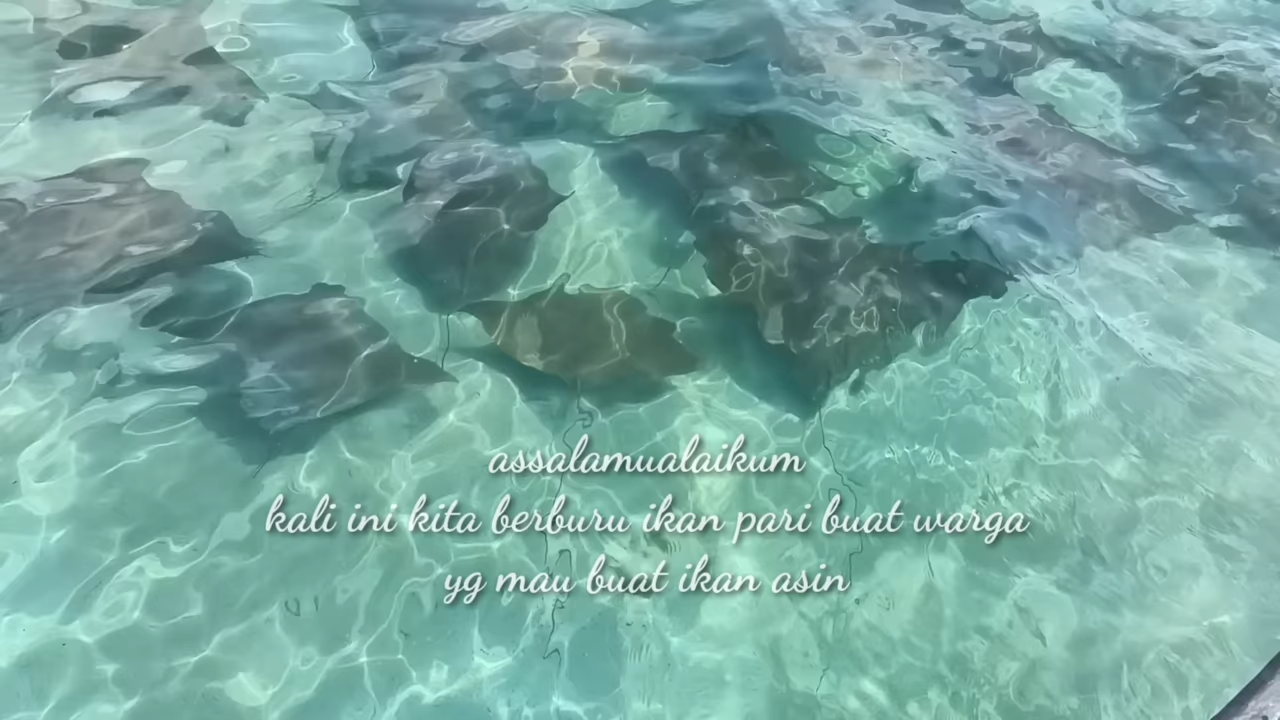 assalamualaikum
kali ini kita berburu ikan pari buat warga
yg mau buat ikan asin